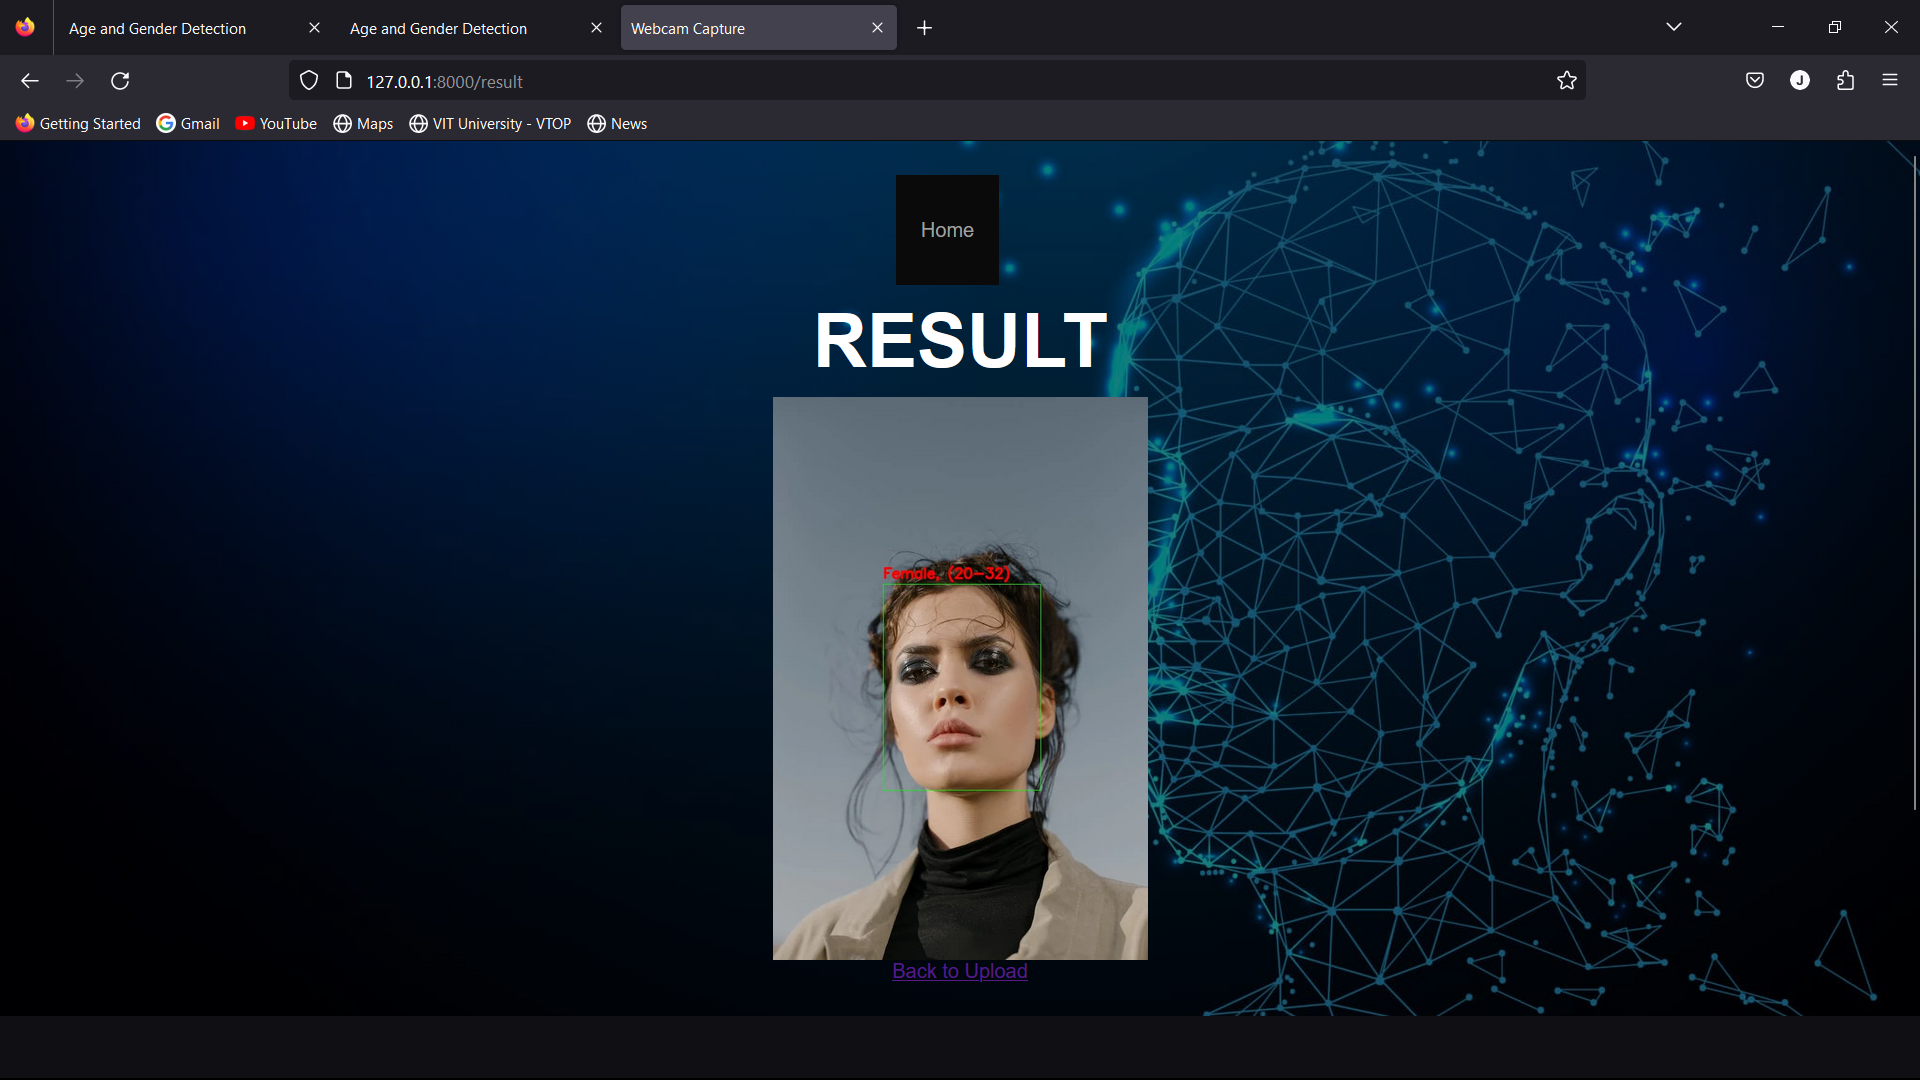 Age and Gender Detection
Age and Gender Detection
Webcam Capture
127.0.0.1:8000/result
J
Getting Started
Gmail
YouTube
Maps
VIT University - VTOP
News
Home
RESULT
Female, (20-32)
Back to Upload